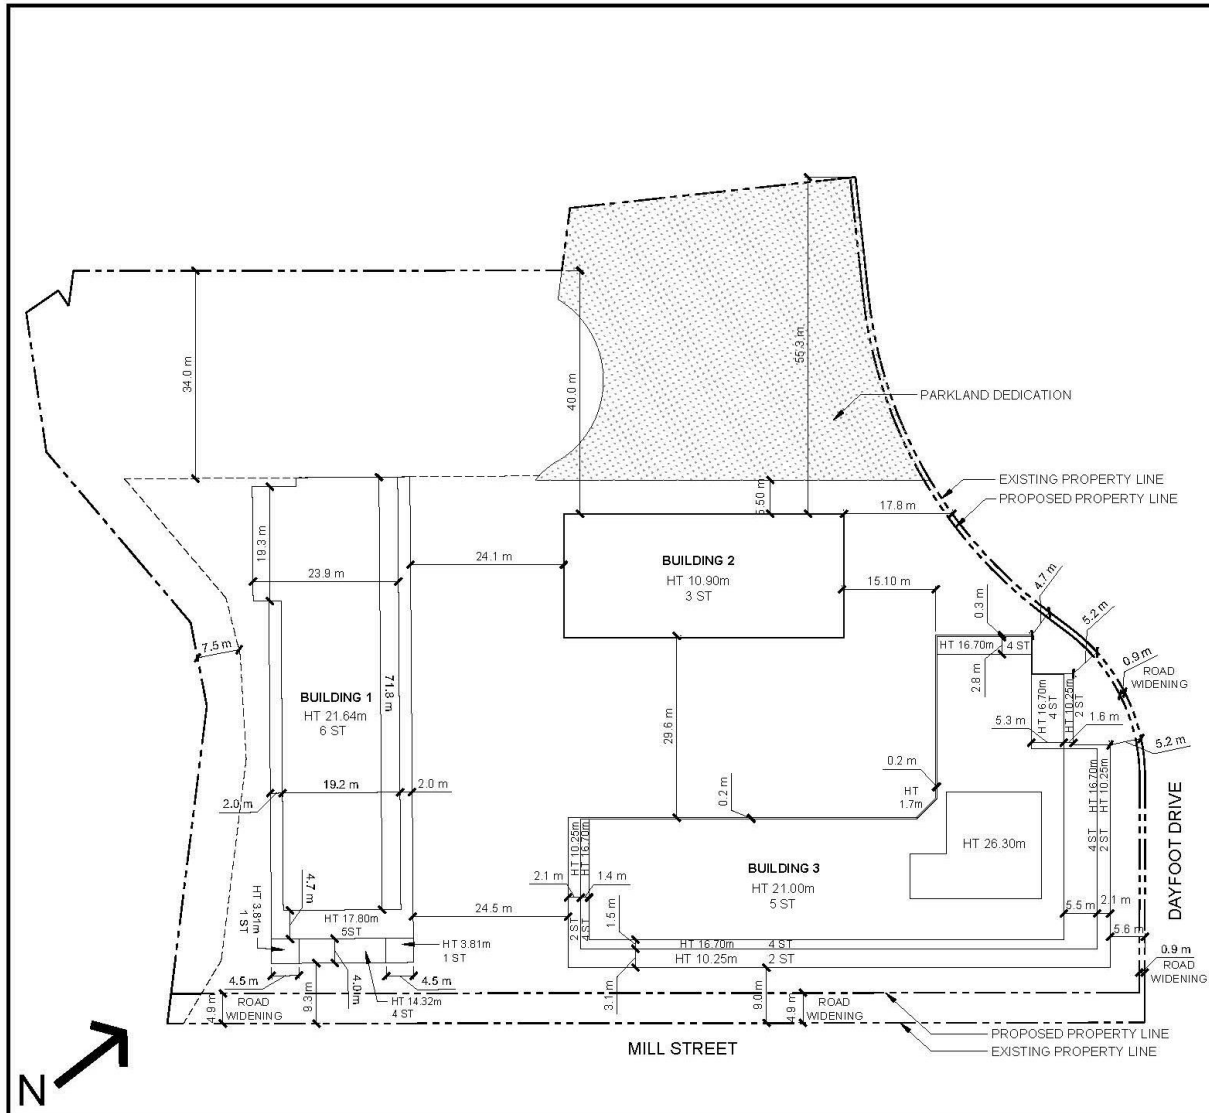 34.0 m
40.0 m
55.3 m
PARKLAND DEDICATION
EXISTING PROPERTY LINE
PROPOSED PROPERTY LINE
5.50 m
17.8 m
19.3 m
24.1 m
BUILDING 2
HT 10.90m
3 ST
23.9 m
15.10 m
4.7 m
5.2 m
0.3 m
0.9 m
ROAD
WIDENING
7.5 m
HT 16.70m
4 ST
2.8 m
BUILDING 1
HT 21.64m
6 ST
71.8 m
29.6 m
HT 16.70m
4 ST
HT 10.25m
2 ST
5.3 m
1.6 m
5.2 m
19.2 m
2.0 m
2.0 m
0.2 m
0.2 m
HT
1.7m
HT 16.70m
4 ST
HT 10.25m
2 ST
DAYFOOT DRIVE
HT 10.25m
2 ST
HT 16.70m
4 ST
HT 26.30m
BUILDING 3
HT 21.00m
5 ST
4.7 m
2.1 m
1.4 m
HT 3.81m
1 ST
HT 17.80m
5ST
24.5 m
1.5 m
5.5 m
2.1 m
5.6 m
HT 3.81m
1 ST
HT 16.70m
4 ST
HT 10.25m
2 ST
4.5 m
4.0 m
4.5 m
HT 14.32m
4 ST
9.3 m
3.1 m
9.0 m
0.9 m
ROAD
WIDENING
4.9 m
ROAD
WIDENING
4.9 m
ROAD
WIDENING
PROPOSED PROPERTY LINE
EXISTING PROPERTY LINE
MILL STREET
N